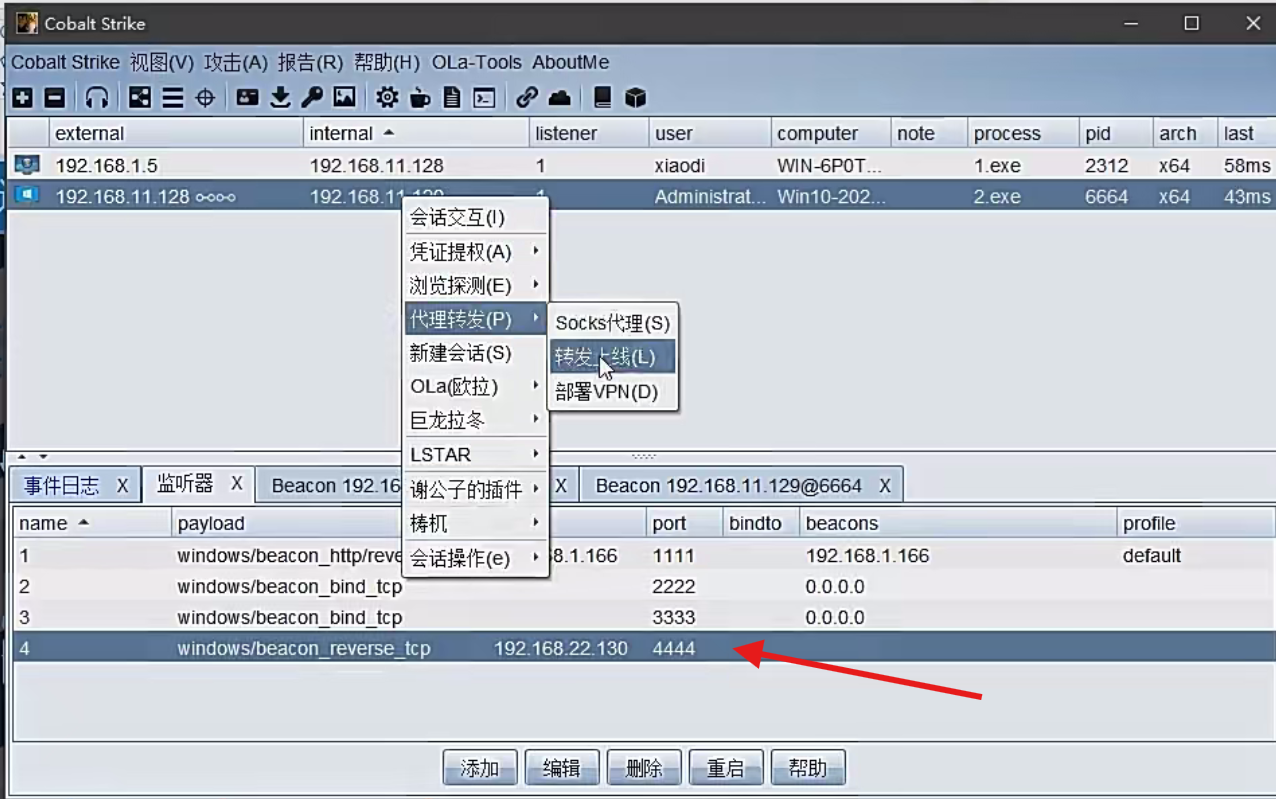 Cobalt Strike
Cobalt Strike 视图(V) 攻击(A) 报告(R) 帮助(H) OLa-Tools AboutMe
external internal listener user computer note process pid arch last
192.168.1.5 192.168.11.128 1 xiaodi WIN-6P0T... 1.exe 2312 x64 58ms
192.168.11.128 192.168.11.129 1 Administrat... Win10-202... 2.exe 6664 x64 43ms
会话交互(I)
凭证提权(A)
浏览探测(E)
代理转发(P)
新建会话(S)
OLa(欧拉)
巨龙拉冬
LSTAR
谢公子的插件
梼杌
会话操作(e)
Socks代理(S)
转发上线(L)
部署VPN(D)
事件日志 X 监听器 X Beacon 192.16 X Beacon 192.168.11.129@6664 X
name payload port bindto beacons profile
1 windows/beacon_http/reve 8.1.166 1111 192.168.1.166 default
2 windows/beacon_bind_tcp 2222 0.0.0.0
3 windows/beacon_bind_tcp 3333 0.0.0.0
4 windows/beacon_reverse_tcp 192.168.22.130 4444
添加 编辑 删除 重启 帮助